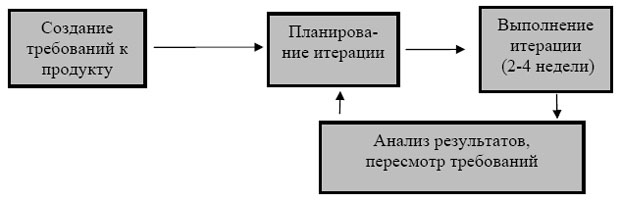 Создание
требований к
продукту
Планирова-
ние итерации
Выполнение
итерации
(2-4 недели)
Анализ результатов,
пересмотр требований